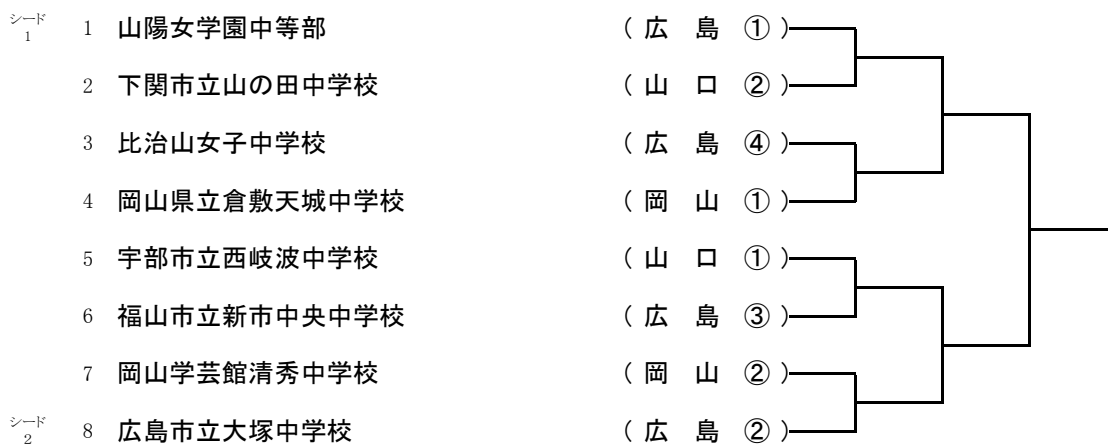 シード
1
1 山陽女学園中等部 ( 広 島 ① )
2 下関市立山の田中学校 ( 山 口 ② )
3 比治山女子中学校 ( 広 島 ④ )
4 岡山県立倉敷天城中学校 ( 岡 山 ① )
5 宇部市立西岐波中学校 ( 山 口 ① )
6 福山市立新市中央中学校 ( 広 島 ③ )
7 岡山学芸館清秀中学校 ( 岡 山 ② )
シード
2
8 広島市立大塚中学校 ( 広 島 ② )